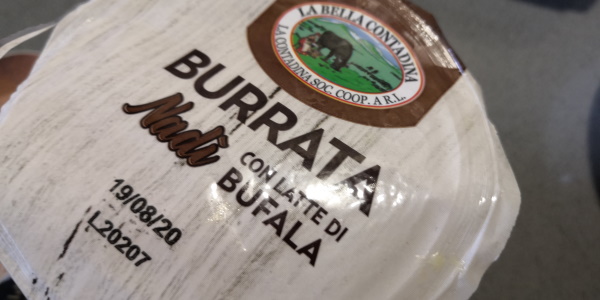 LA BELLA CONTADINA
LA CONTADINA SOC. COOP. A R.L.
BURRATA
Nadì
CON LATTE DI
BUFALA
19/08/20
L20207